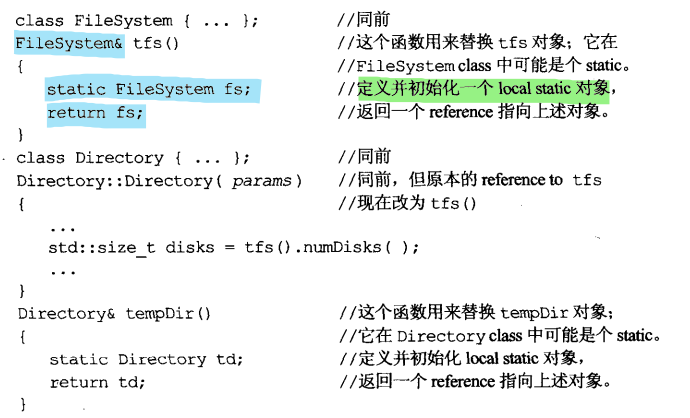 class FileSystem { ... };    //同前
FileSystem& tfs()    //这个函数用来替换 tfs 对象；它在
{    //FileSystem class 中可能是个 static。
static FileSystem fs;    //定义并初始化一个 local static 对象，
return fs;    //返回一个 reference 指向上述对象。
}
class Directory { ... };    //同前
Directory::Directory( params )    //同前，但原本的 reference to tfs
{    //现在改为 tfs()
...
std::size_t disks = tfs().numDisks( );
...
}
Directory& tempDir()    //这个函数用来替换 tempDir 对象；
{    //它在 Directory class 中可能是个 static。
static Directory td;    //定义并初始化 local static 对象，
return td;    //返回一个 reference 指向上述对象。
}